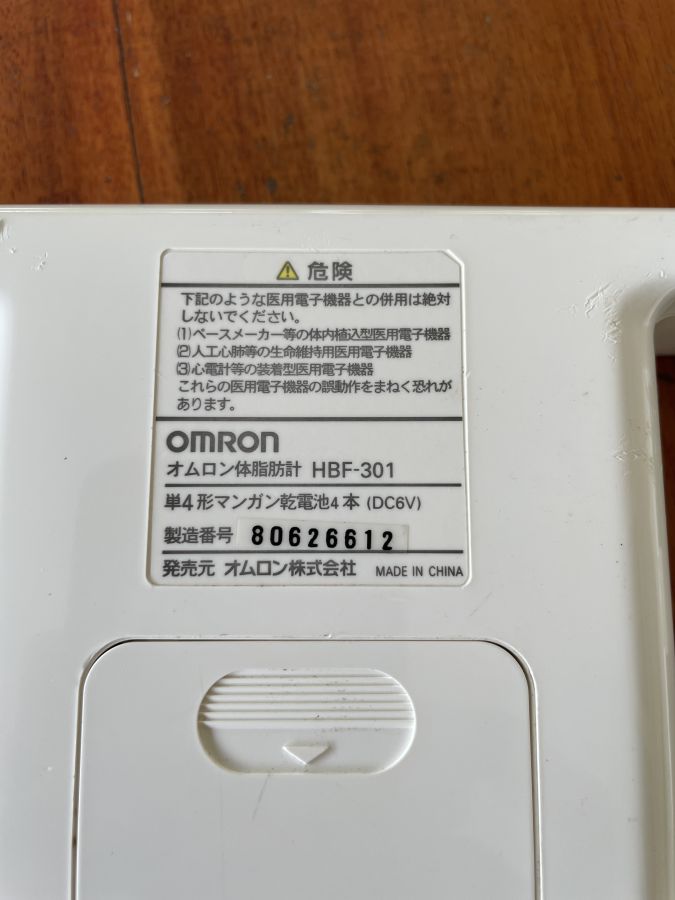 ⚠ 危険
下記のような医用電子機器との併用は絶対
しないでください。
(1)ペースメーカー等の体内植込型医用電子機器
(2)人工心肺等の生命維持用医用電子機器
(3)心電計等の装着型医用電子機器
これらの医用電子機器の誤動作をまねく恐れが
あります。
OMRON
オムロン体脂肪計 HBF-301
単4形マンガン乾電池4本 (DC6V)
製造番号 80626612
発売元 オムロン株式会社 MADE IN CHINA